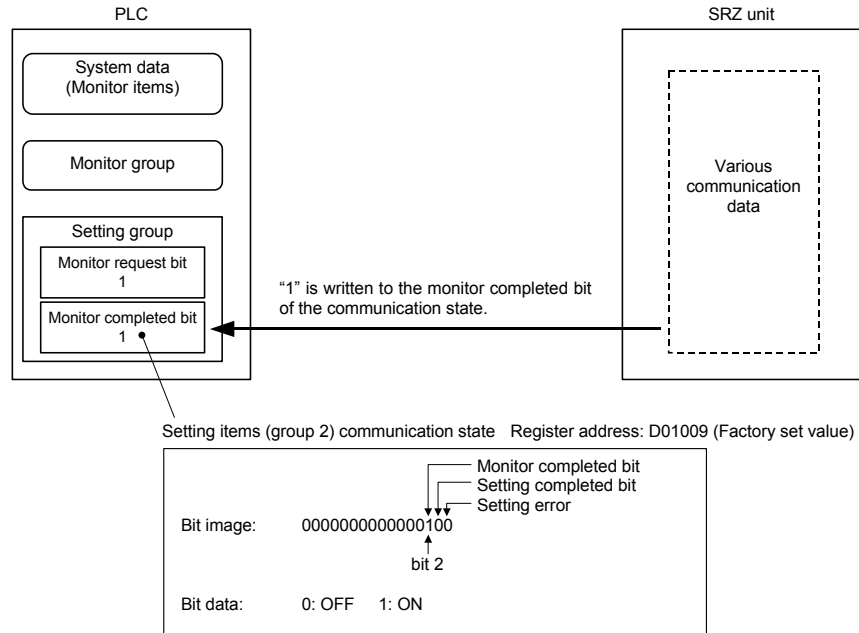 PLC
SRZ unit
System data
(Monitor items)
Monitor group
Various
communication
data
Setting group
Monitor request bit
1
Monitor completed bit
1
“1” is written to the monitor completed bit
of the communication state.
Setting items (group 2) communication state Register address: D01009 (Factory set value)
Monitor completed bit
Setting completed bit
Setting error
Bit image: 0000000000000100
bit 2
Bit data: 0: OFF 1: ON